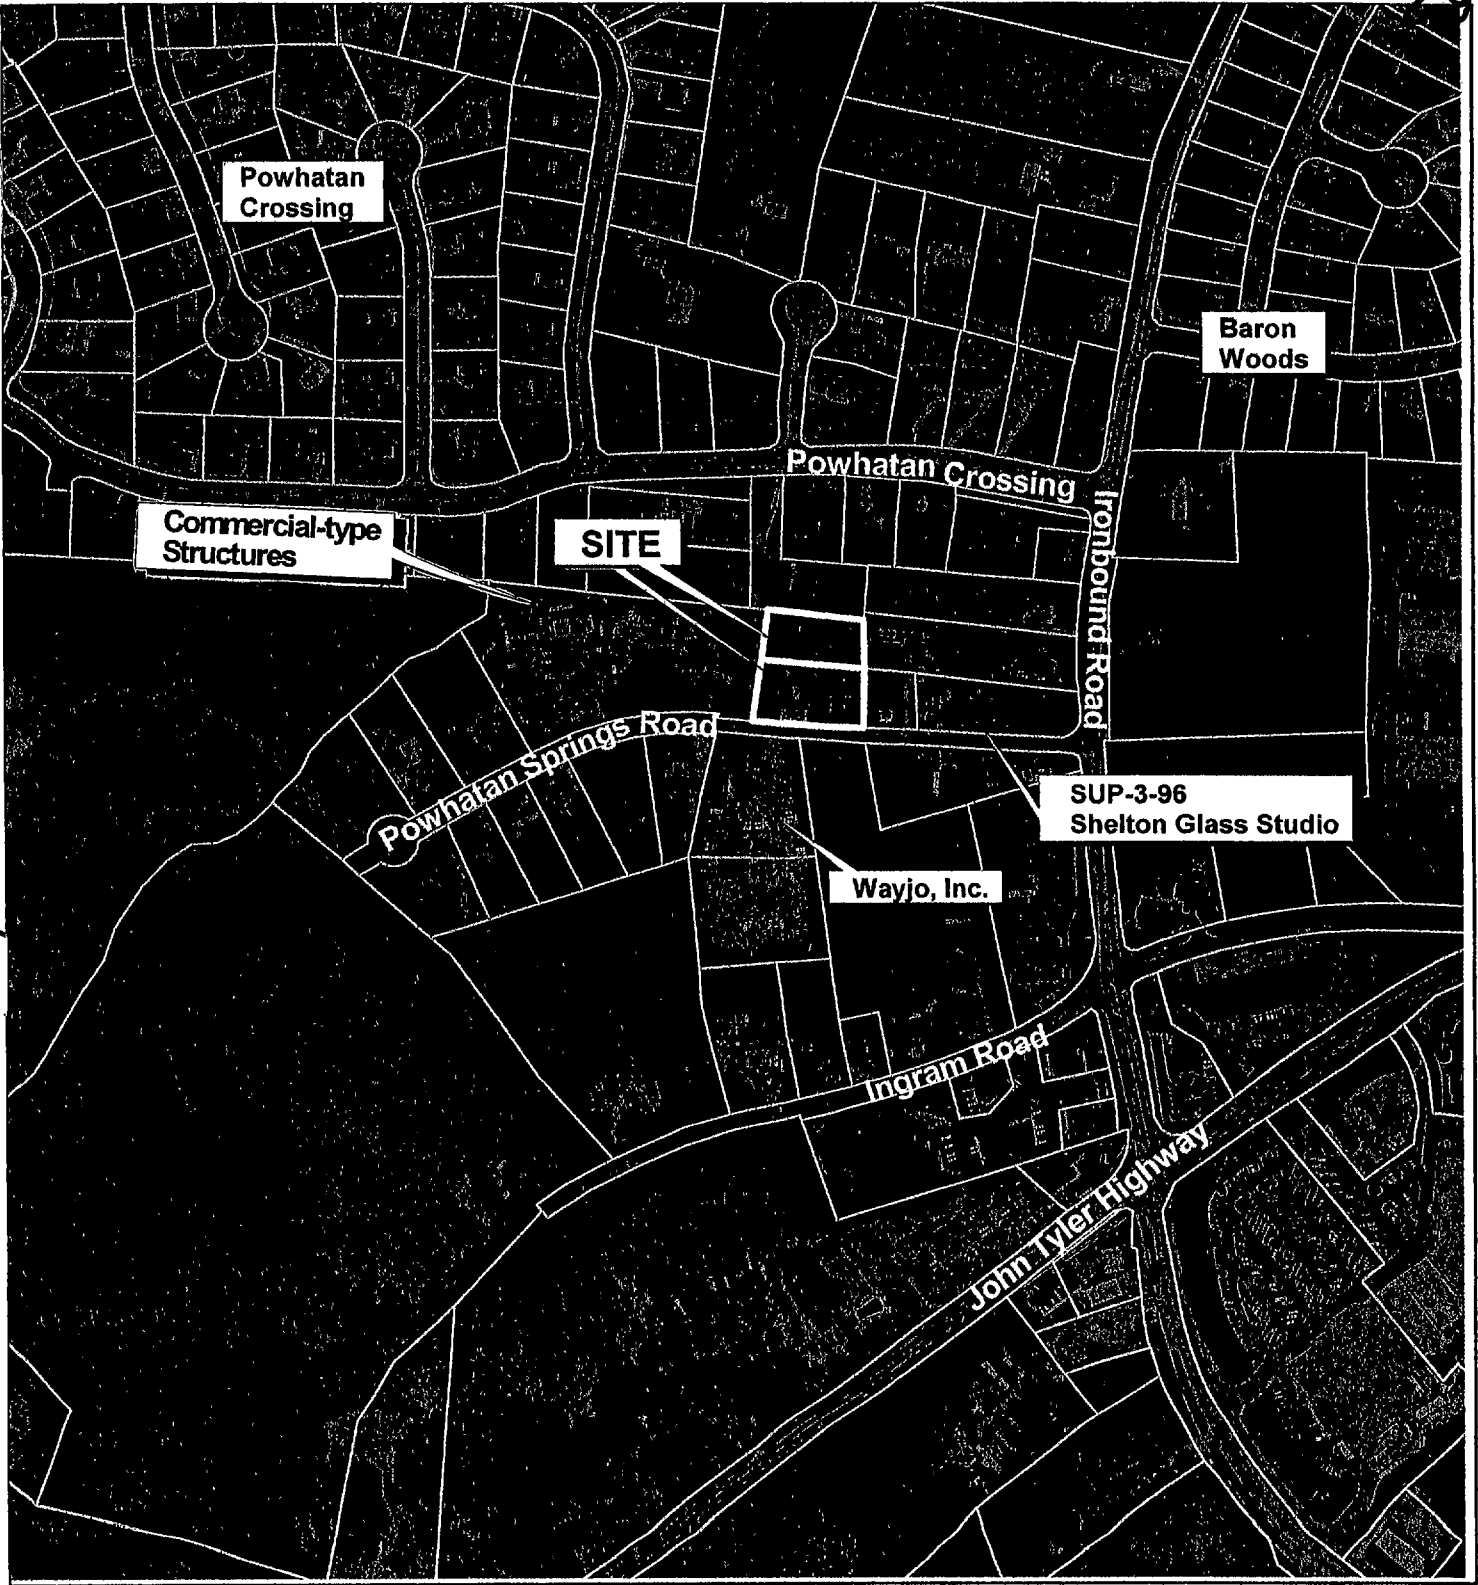 Powhatan
Crossing
Baron
Woods
Powhatan Crossing
Commercial-type
Structures
SITE
Ironbound Road
Powhatan Springs Road
SUP-3-96
Shelton Glass Studio
Wayjo, Inc.
Ingram Road
John Tyler Highway